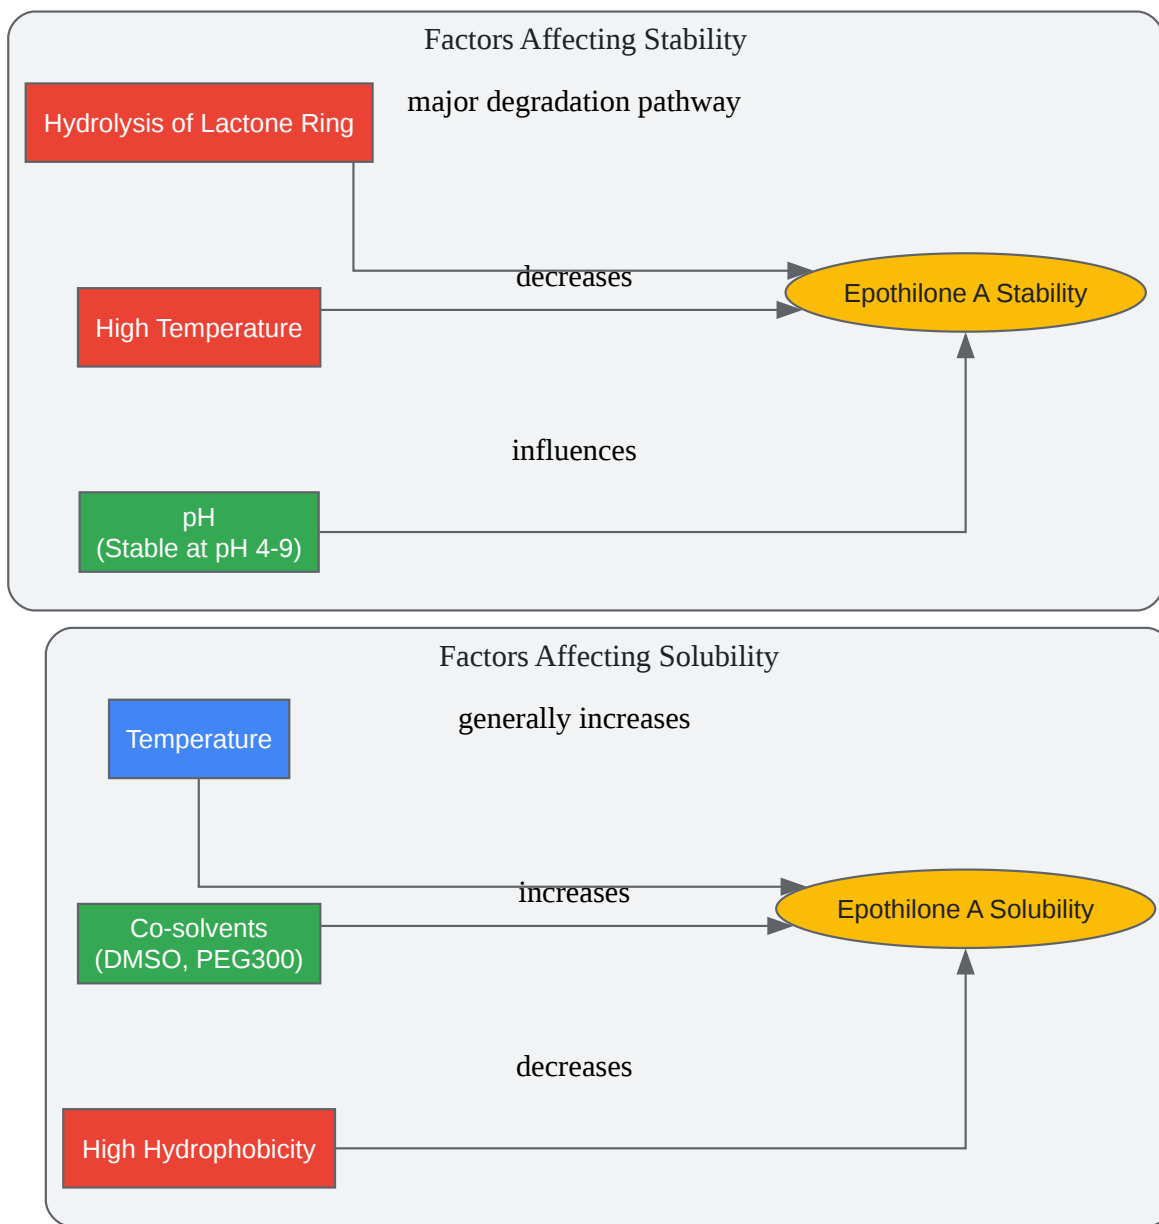 Factors Affecting Stability
major degradation pathway
Hydrolysis of Lactone Ring
decreases
Epothilone A Stability
High Temperature
influences
pH
(Stable at pH 4-9)
Factors Affecting Solubility
generally increases
Temperature
increases
Epothilone A Solubility
Co-solvents
(DMSO, PEG300)
decreases
High Hydrophobicity